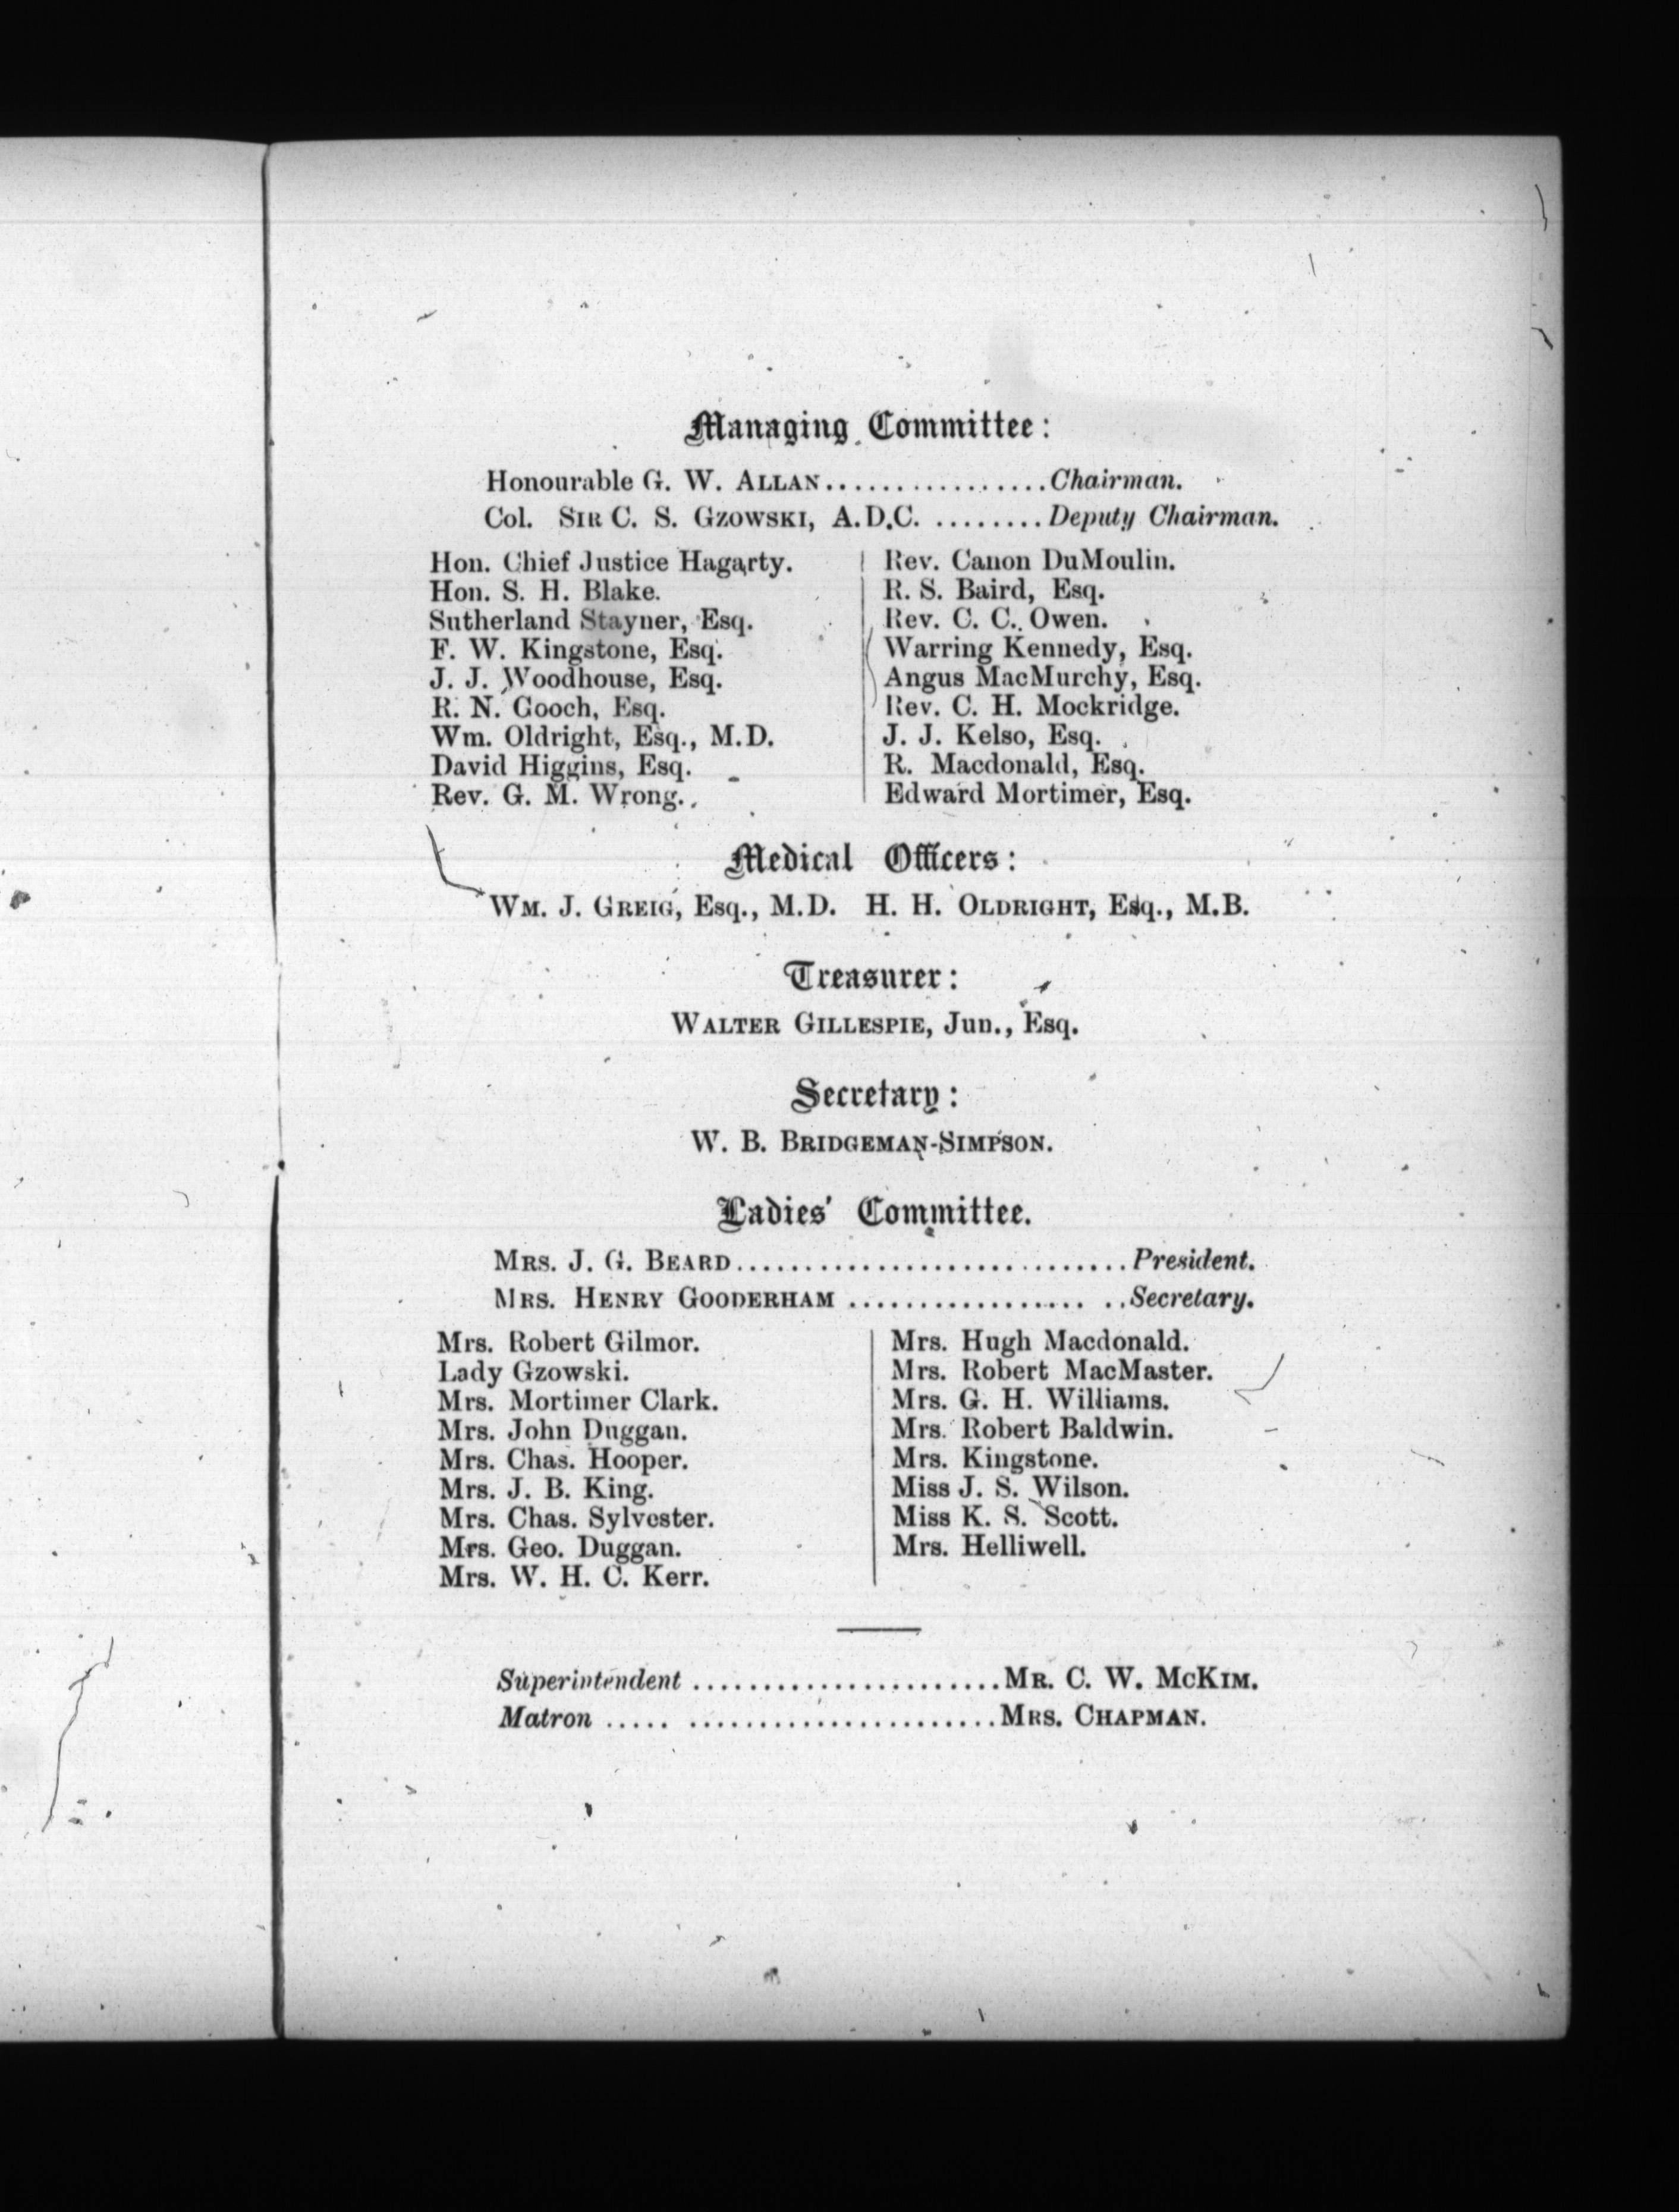 Managing Committee:
Honourable G. W. ALLAN................Chairman.
Col. SIR C. S. GZOWSKI, A.D.C. ........Deputy Chairman.
Hon. Chief Justice Hagarty.
Hon. S. H. Blake.
Sutherland Stayner, Esq.
F. W. Kingstone, Esq.
J. J. Woodhouse, Esq.
R. N. Gooch, Esq.
Wm. Oldright, Esq., M.D.
David Higgins, Esq.
Rev. G. M. Wrong.
Rev. Canon DuMoulin.
R. S. Baird, Esq.
Rev. C. C. Owen.
Warring Kennedy, Esq.
Angus MacMurchy, Esq.
Rev. C. H. Mockridge.
J. J. Kelso, Esq.
R. Macdonald, Esq.
Edward Mortimer, Esq.
Medical Officers:
WM. J. GREIG, Esq., M.D. H. H. OLDRIGHT, Esq., M.B.
Treasurer:
WALTER GILLESPIE, Jun., Esq.
Secretary:
W. B. BRIDGEMAN-SIMPSON.
Ladies' Committee.
MRS. J. G. BEARD............................President.
MRS. HENRY GOODERHAM ................. ..Secretary.
Mrs. Robert Gilmor.
Lady Gzowski.
Mrs. Mortimer Clark.
Mrs. John Duggan.
Mrs. Chas. Hooper.
Mrs. J. B. King.
Mrs. Chas. Sylvester.
Mrs. Geo. Duggan.
Mrs. W. H. C. Kerr.
Mrs. Hugh Macdonald.
Mrs. Robert MacMaster.
Mrs. G. H. Williams.
Mrs. Robert Baldwin.
Mrs. Kingstone.
Miss J. S. Wilson.
Miss K. S. Scott.
Mrs. Helliwell.
Superintendent ......................MR. C. W. MCKIM.
Matron ..... ......................MRS. CHAPMAN.